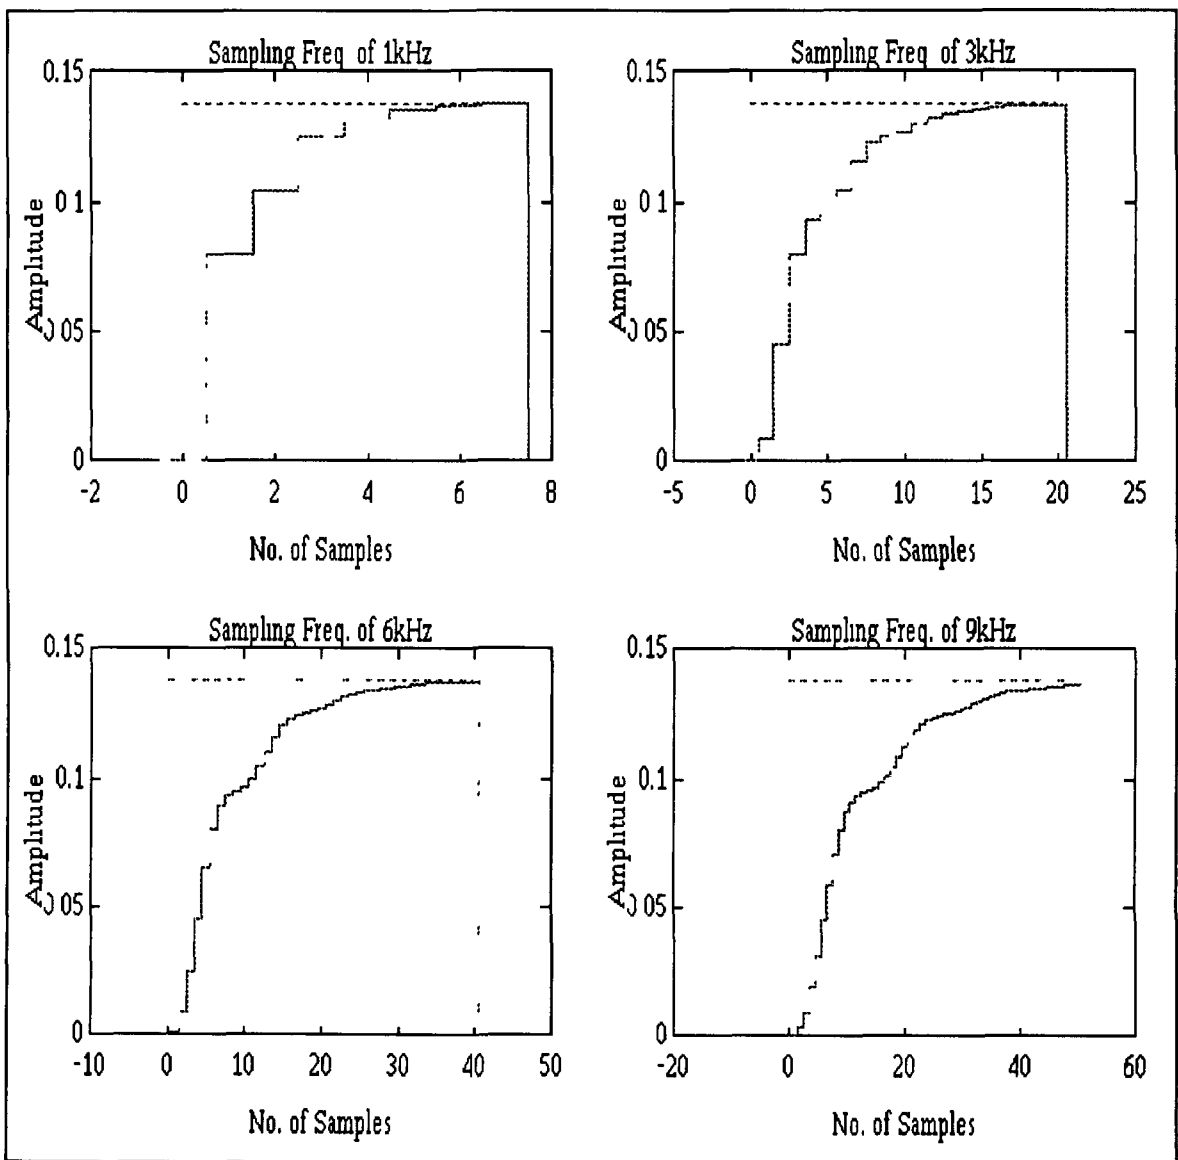 Sampling Freq of 1kHz
0.15
0 1
0 05
0
Amplitude
-2 0 2 4 6 8
No. of Samples
Sampling Freq of 3kHz
0.15
0 1
0 05
0
Amplitude
-5 0 5 10 15 20 25
No. of Samples
Sampling Freq. of 6kHz
0.15
0.1
0 05
0
Amplitude
-10 0 10 20 30 40 50
No. of Samples
Sampling Freq. of 9kHz
0.15
0.1
0 05
0
Amplitude
-20 0 20 40 60
No. of Samples